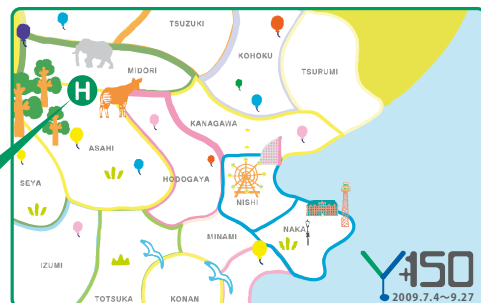 TSUZUKI
KOHOKU
MIDORI
TSURUMI
H
KANAGAWA
ASAHI
SEYA
HODOGAYA
NISHI
NAKA
MINAMI
IZUMI
TOTSUKA
KONAN
Y+150
2009.7.4～9.27